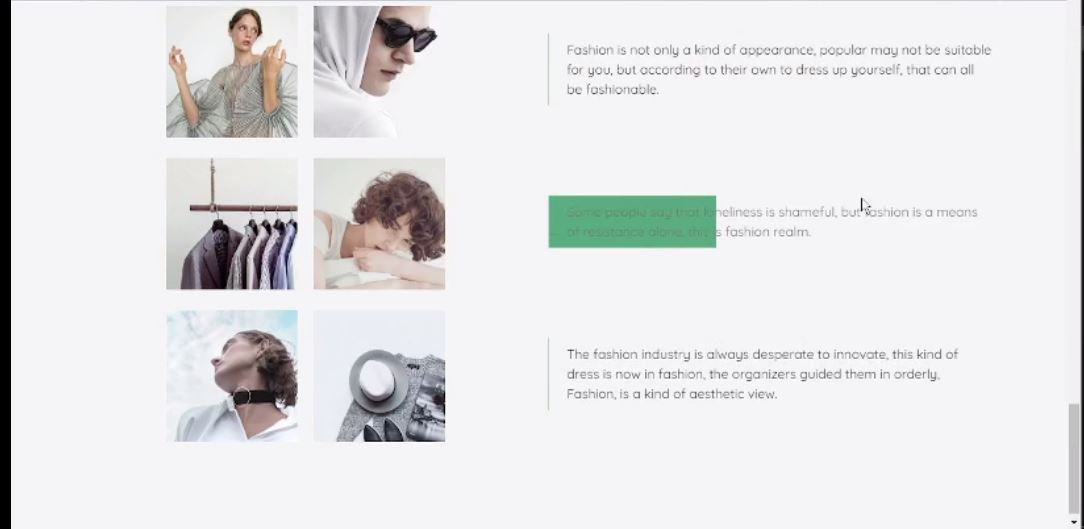 Fashion is not only a kind of appearance, popular may not be suitable
for you, but according to their own to dress up yourself, that can all
be fashionable.
Some people say that loneliness is shameful, but fashion is a means
of resistance alone, this is fashion realm.
The fashion industry is always desperate to innovate, this kind of
dress is now in fashion, the organizers guided them in orderly,
Fashion, is a kind of aesthetic view.